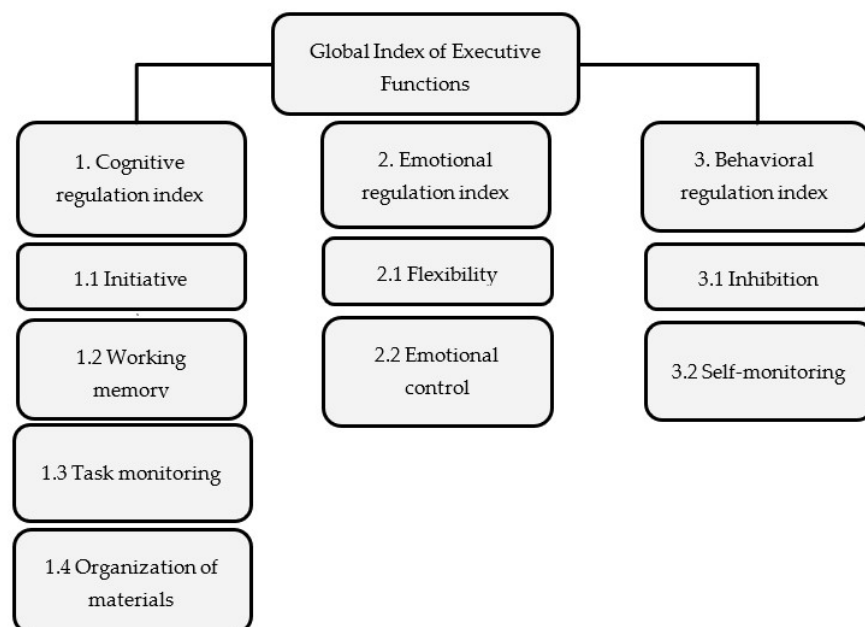 Global Index of Executive
Functions
1. Cognitive
regulation index
2. Emotional
regulation index
3. Behavioral
regulation index
1.1 Initiative
2.1 Flexibility
3.1 Inhibition
1.2 Working
memory
2.2 Emotional
control
3.2 Self-monitoring
1.3 Task monitoring
1.4 Organization of
materials